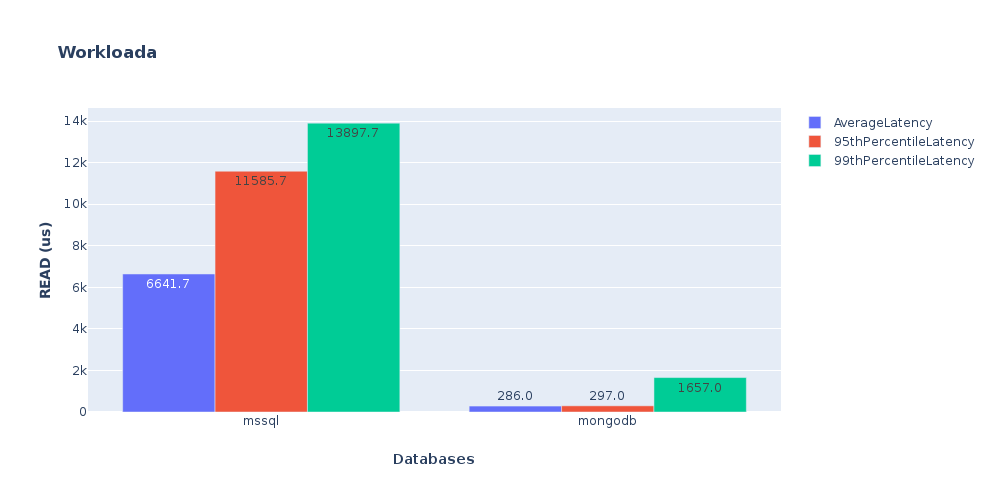 Workloada
14k
12k
10k
8k
6k
4k
2k
0
READ (us)
6641.7
11585.7
13897.7
286.0
297.0
1657.0
mssql
mongodb
Databases
AverageLatency
95thPercentileLatency
99thPercentileLatency